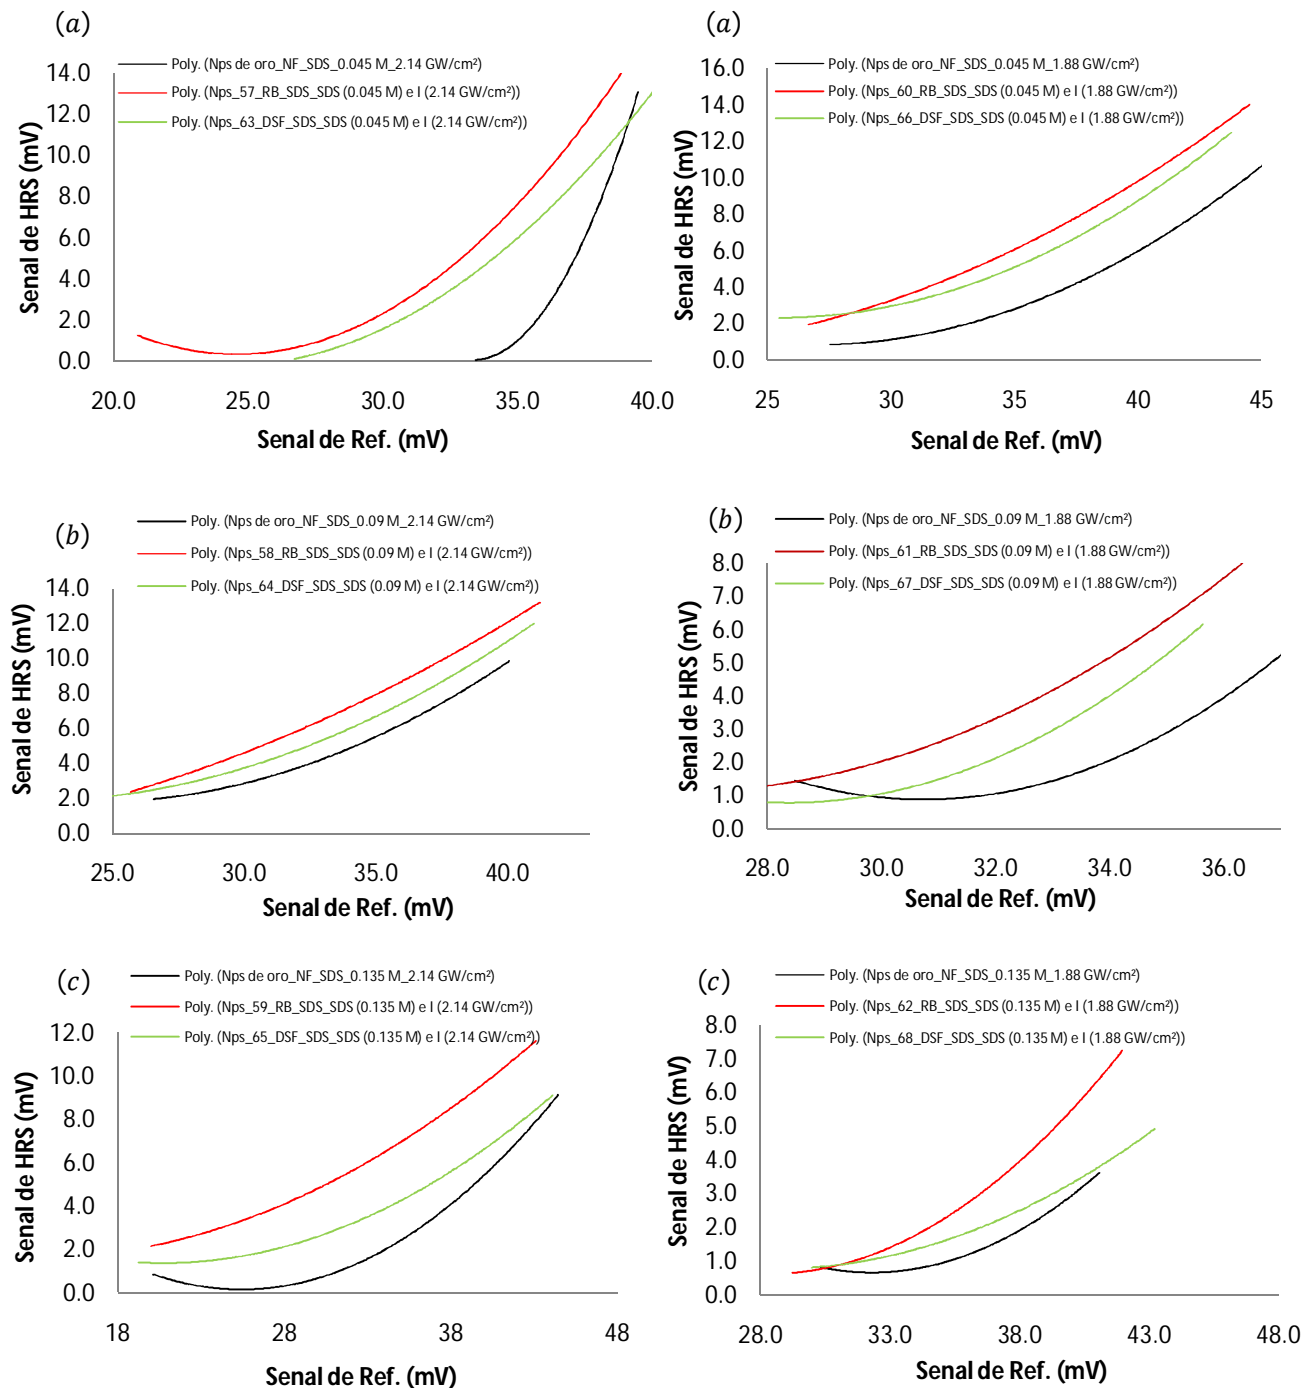 (a)
Poly. (Nps de oro_NF_SDS_0.045 M_2.14 GW/cm²)
Poly. (Nps_57_RB_SDS_SDS (0.045 M) e I (2.14 GW/cm²))
Poly. (Nps_63_DSF_SDS_SDS (0.045 M) e I (2.14 GW/cm²))
14.0
12.0
10.0
8.0
6.0
4.0
2.0
0.0
Senal de HRS (mV)
20.0 25.0 30.0 35.0 40.0
Senal de Ref. (mV)
(a)
Poly. (Nps de oro_NF_SDS_0.045 M_1.88 GW/cm²)
Poly. (Nps_60_RB_SDS_SDS (0.045 M) e I (1.88 GW/cm²))
Poly. (Nps_66_DSF_SDS_SDS (0.045 M) e I (1.88 GW/cm²))
16.0
14.0
12.0
10.0
8.0
6.0
4.0
2.0
0.0
Senal de HRS (mV)
25 30 35 40 45
Senal de Ref. (mV)
(b)
Poly. (Nps de oro_NF_SDS_0.09 M_2.14 GW/cm²)
Poly. (Nps_58_RB_SDS_SDS (0.09 M) e I (2.14 GW/cm²))
Poly. (Nps_64_DSF_SDS_SDS (0.09 M) e I (2.14 GW/cm²))
14.0
12.0
10.0
8.0
6.0
4.0
2.0
0.0
Senal de HRS (mV)
25.0 30.0 35.0 40.0
Senal de Ref. (mV)
(b)
Poly. (Nps de oro_NF_SDS_0.09 M_1.88 GW/cm²)
Poly. (Nps_61_RB_SDS_SDS (0.09 M) e I (1.88 GW/cm²))
Poly. (Nps_67_DSF_SDS_SDS (0.09 M) e I (1.88 GW/cm²))
8.0
7.0
6.0
5.0
4.0
3.0
2.0
1.0
0.0
Senal de HRS (mV)
28.0 30.0 32.0 34.0 36.0
Senal de Ref. (mV)
(c)
Poly. (Nps de oro_NF_SDS_0.135 M_2.14 GW/cm²)
Poly. (Nps_59_RB_SDS_SDS (0.135 M) e I (2.14 GW/cm²))
Poly. (Nps_65_DSF_SDS_SDS (0.135 M) e I (2.14 GW/cm²))
12.0
10.0
8.0
6.0
4.0
2.0
0.0
Senal de HRS (mV)
18 28 38 48
Senal de Ref. (mV)
(c)
Poly. (Nps de oro_NF_SDS_0.135 M_1.88 GW/cm²)
Poly. (Nps_62_RB_SDS_SDS (0.135 M) e I (1.88 GW/cm²))
Poly. (Nps_68_DSF_SDS_SDS (0.135 M) e I (1.88 GW/cm²))
8.0
7.0
6.0
5.0
4.0
3.0
2.0
1.0
0.0
Senal de HRS (mV)
28.0 33.0 38.0 43.0 48.0
Senal de Ref. (mV)